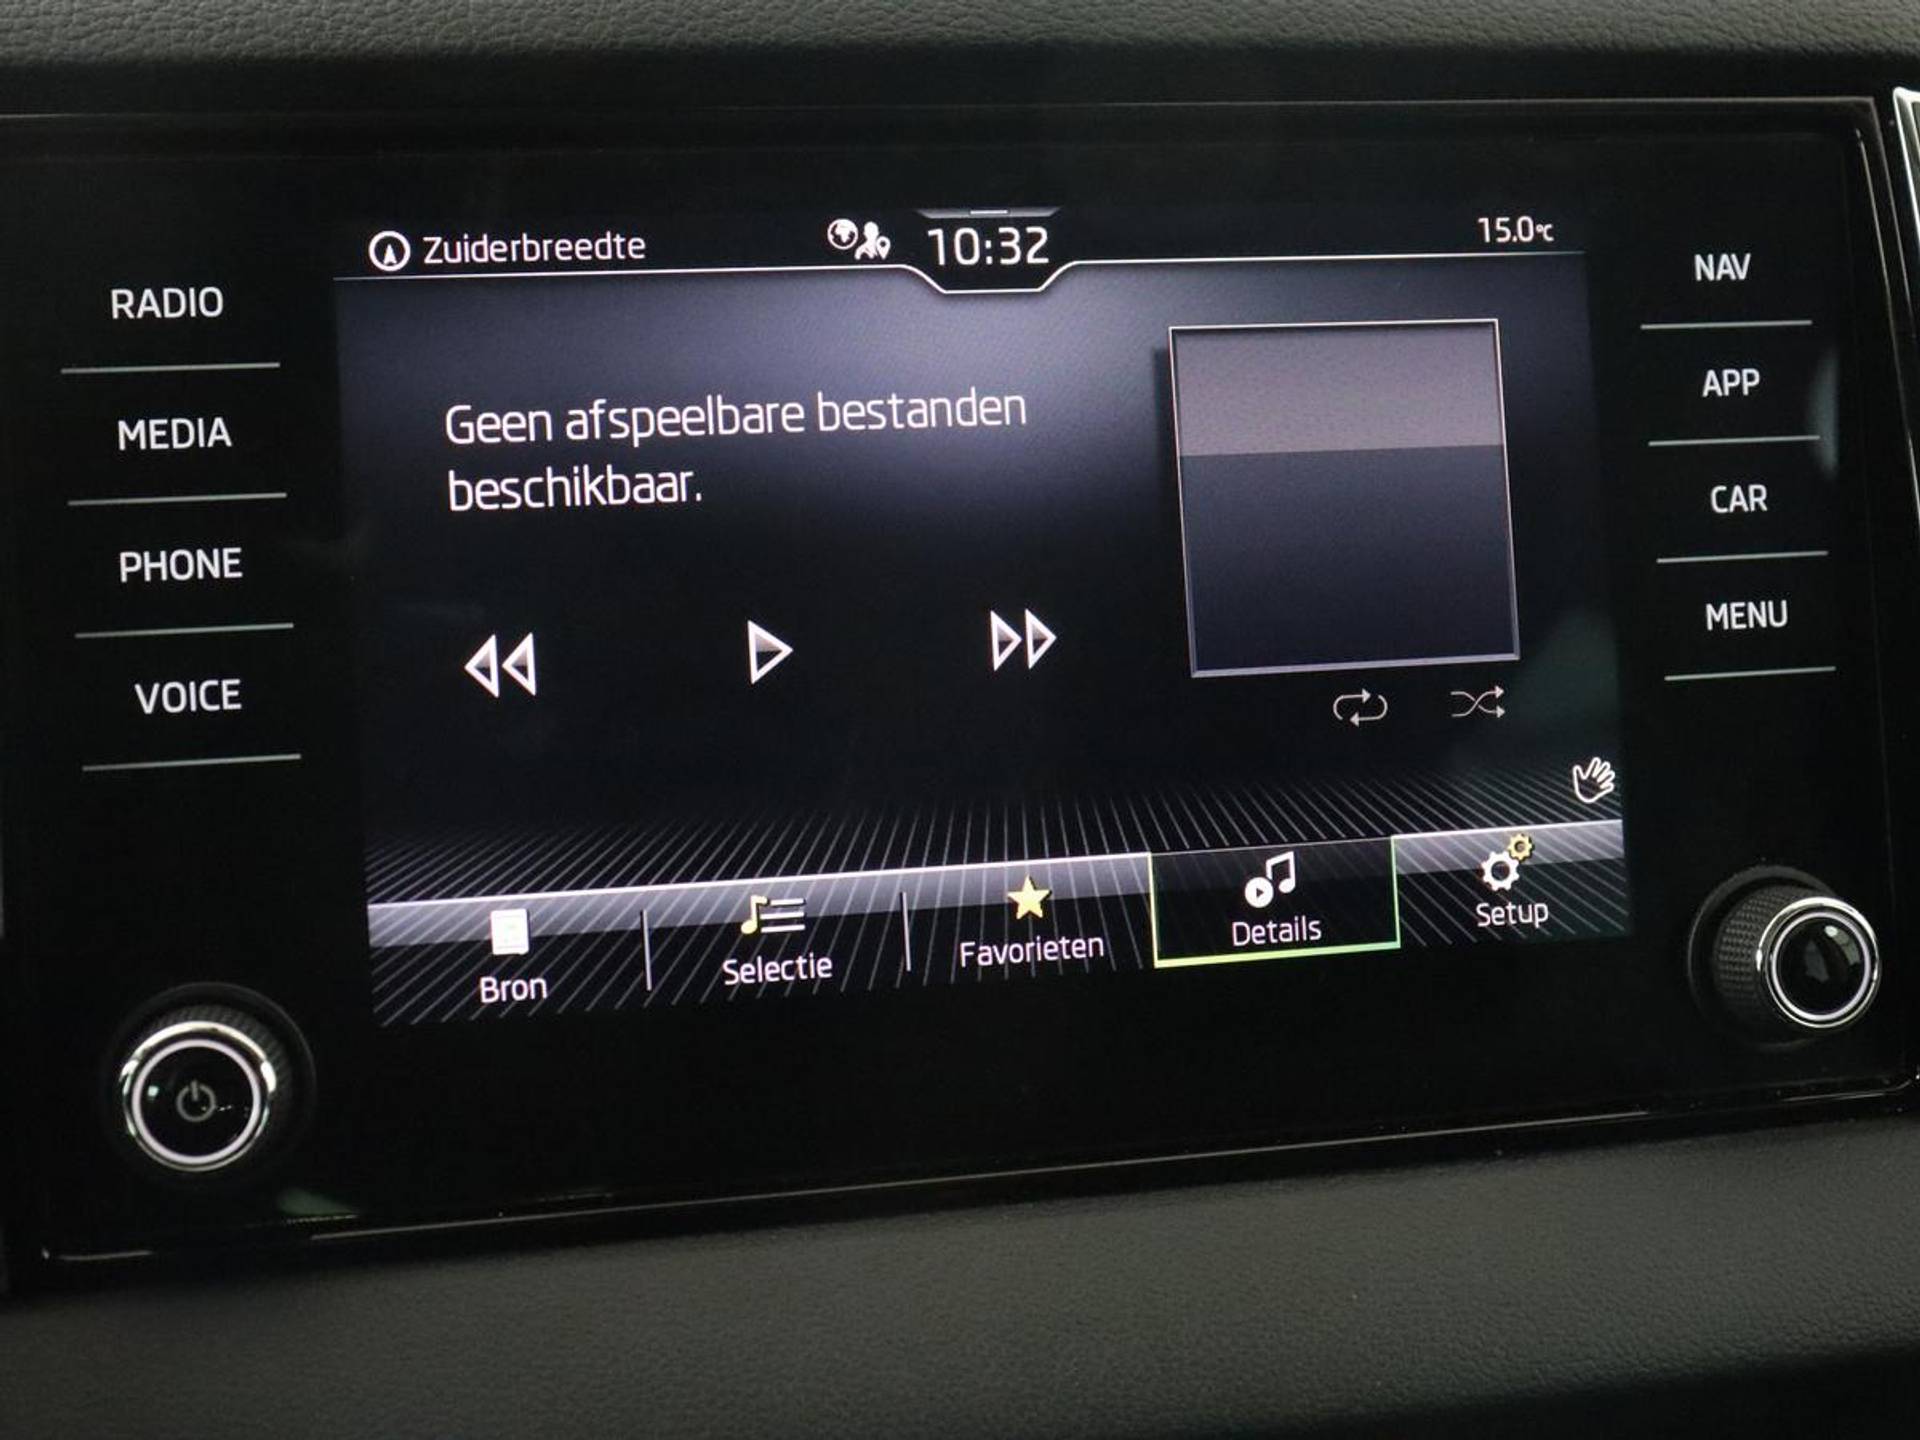 Zuiderbreedte
10:32
15.0°C
RADIO
MEDIA
PHONE
VOICE
Geen afspeelbare bestanden
beschikbaar.
NAV
APP
CAR
MENU
Bron
Selectie
Favorieten
Details
Setup